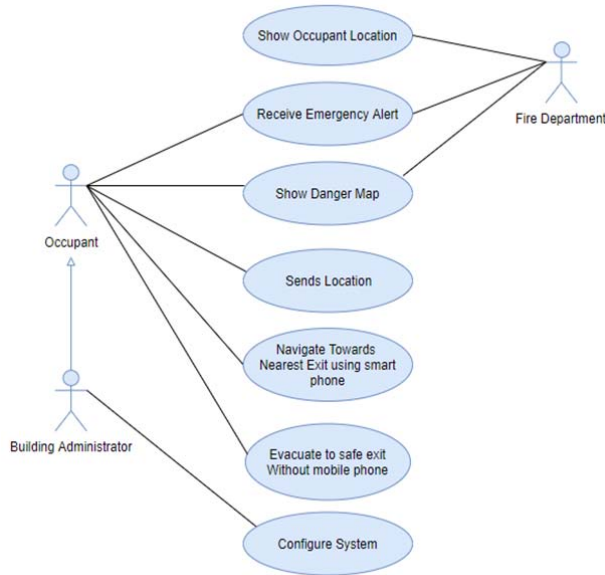 Show Occupant Location
Receive Emergency Alert
Fire Department
Show Danger Map
Occupant
Sends Location
Navigate Towards
Nearest Exit using smart
phone
Building Administrator
Evacuate to safe exit
Without mobile phone
Configure System